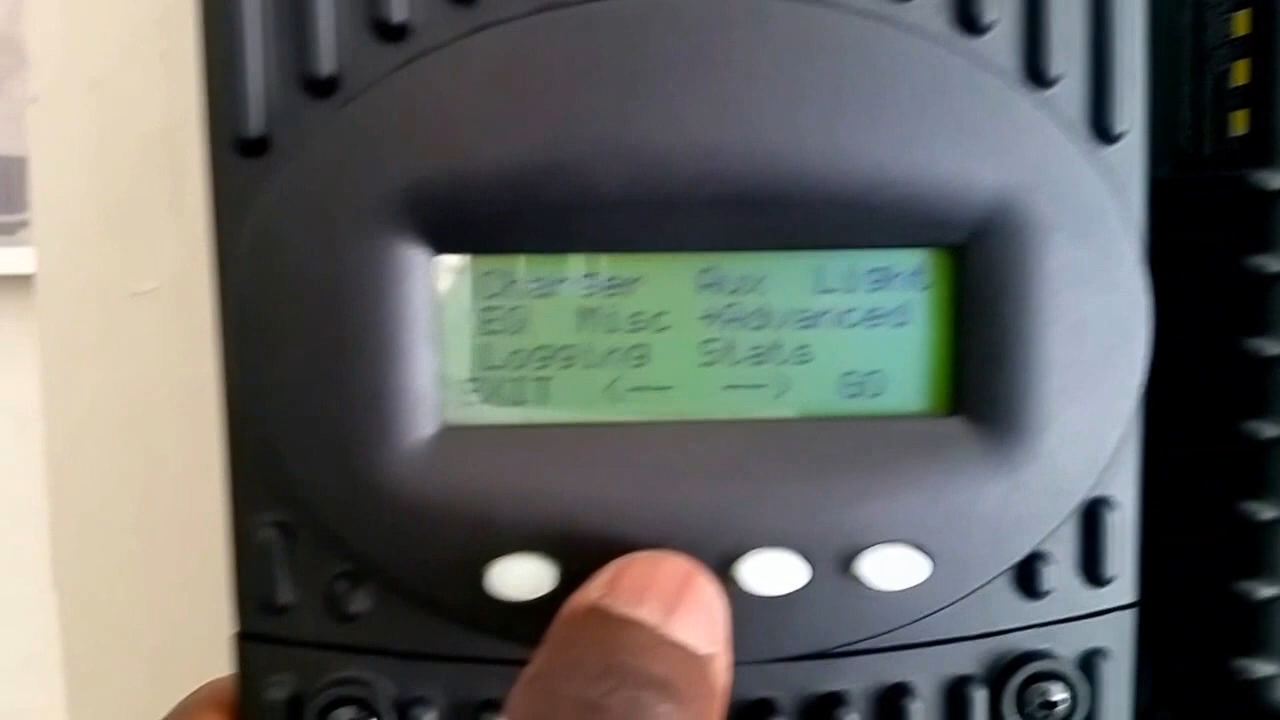 Charger Aux Light
EQ Misc →Advanced
Logging Stats
EXIT <-- --> GO